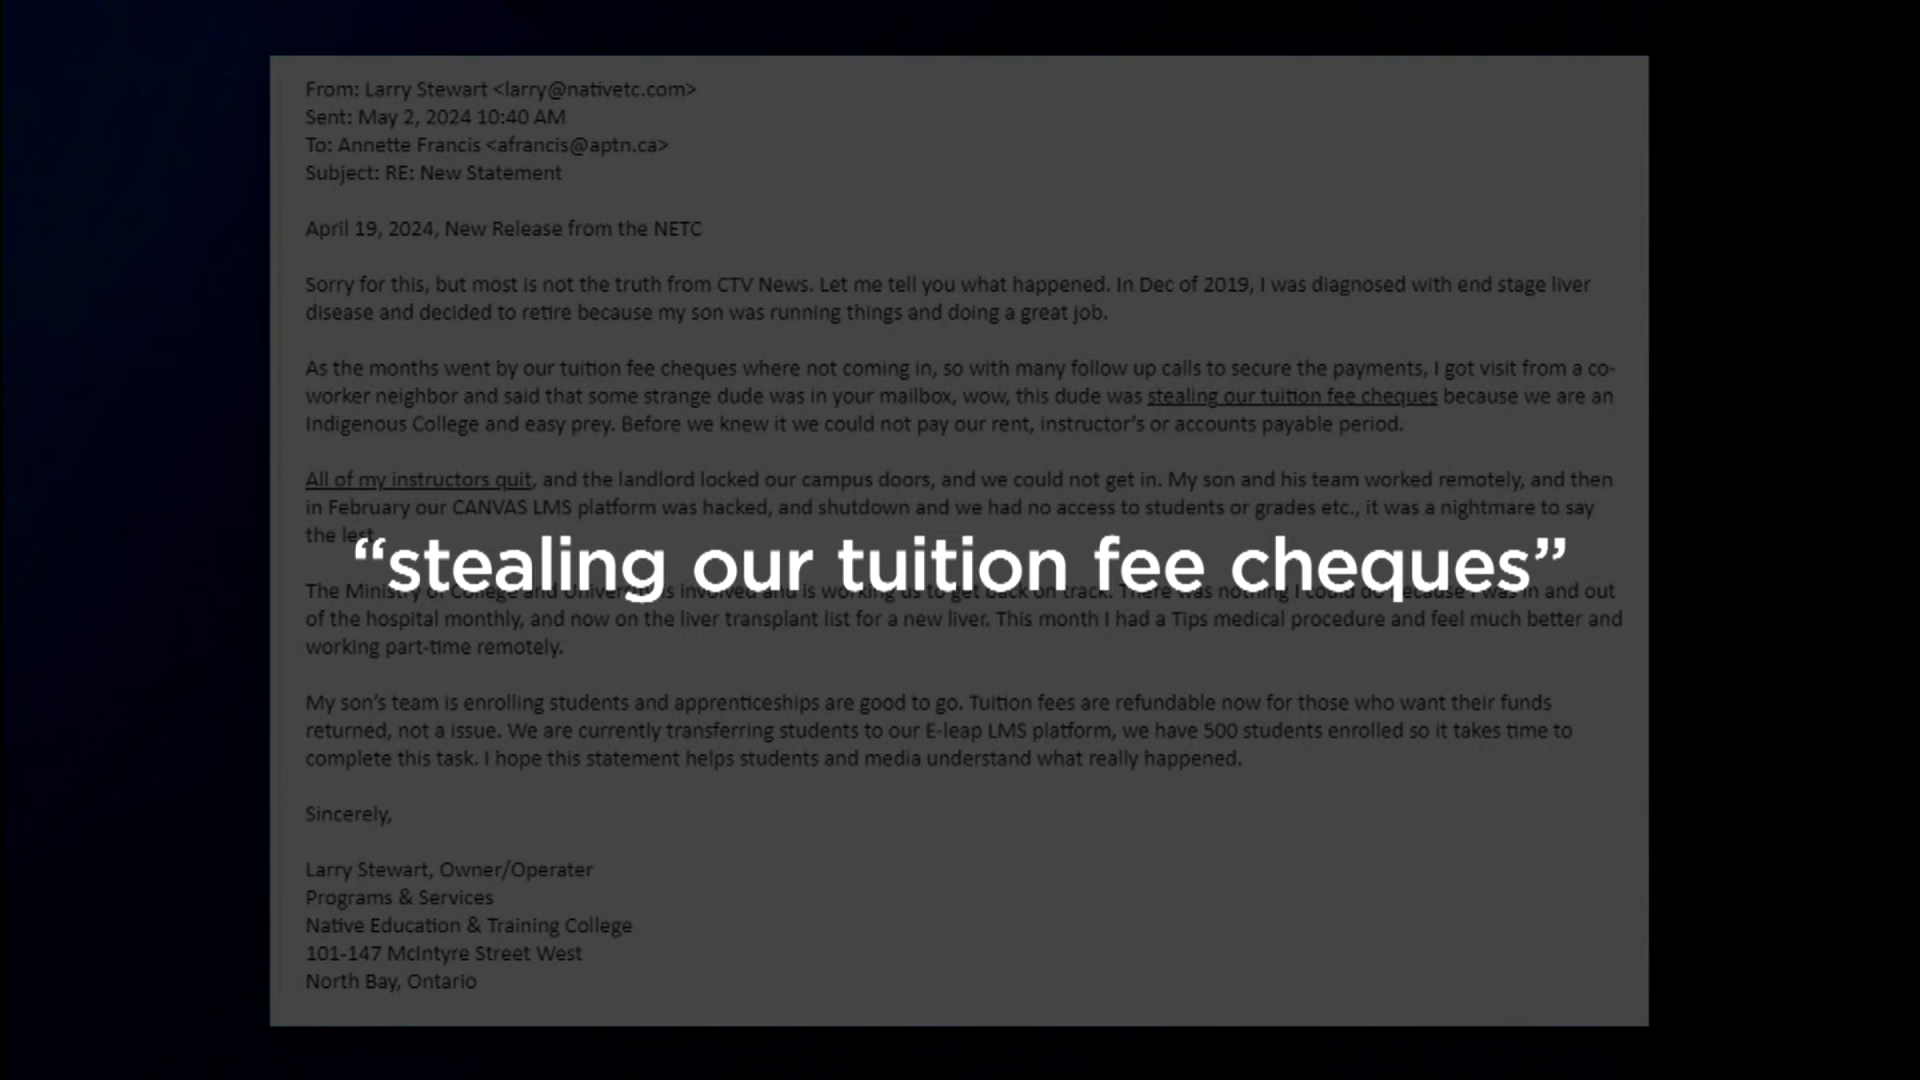 From: Larry Stewart <larry@nativetc.com>
Sent: May 2, 2024 10:40 AM
To: Annette Francis <afrancis@aptn.ca>
Subject: RE: New Statement
April 19, 2024, New Release from the NETC
Sorry for this, but most is not the truth from CTV News. Let me tell you what happened. In Dec of 2019, I was diagnosed with end stage liver
disease and decided to retire because my son was running things and doing a great job.
As the months went by our tuition fee cheques where not coming in, so with many follow up calls to secure the payments, I got visit from a co-
worker neighbor and said that some strange dude was in your mailbox, wow, this dude was stealing our tuition fee cheques because we are an
Indigenous College and easy prey. Before we knew it we could not pay our rent, instructor's or accounts payable period.
All of my instructors quit, and the landlord locked our campus doors, and we could not get in. My son and his team worked remotely, and then
in February our CANVAS LMS platform was hacked, and shutdown and we had no access to students or grades etc., it was a nightmare to say
the lest.
“stealing our tuition fee cheques”
The Ministry of College and University is involved and is working us to get back on track. There was nothing I could do because I was in and out
of the hospital monthly, and now on the liver transplant list for a new liver. This month I had a Tips medical procedure and feel much better and
working part-time remotely.
My son's team is enrolling students and apprenticeships are good to go. Tuition fees are refundable now for those who want their funds
returned, not a issue. We are currently transferring students to our E-leap LMS platform, we have 500 students enrolled so it takes time to
complete this task. I hope this statement helps students and media understand what really happened.
Sincerely,
Larry Stewart, Owner/Operater
Programs & Services
Native Education & Training College
101-147 McIntyre Street West
North Bay, Ontario